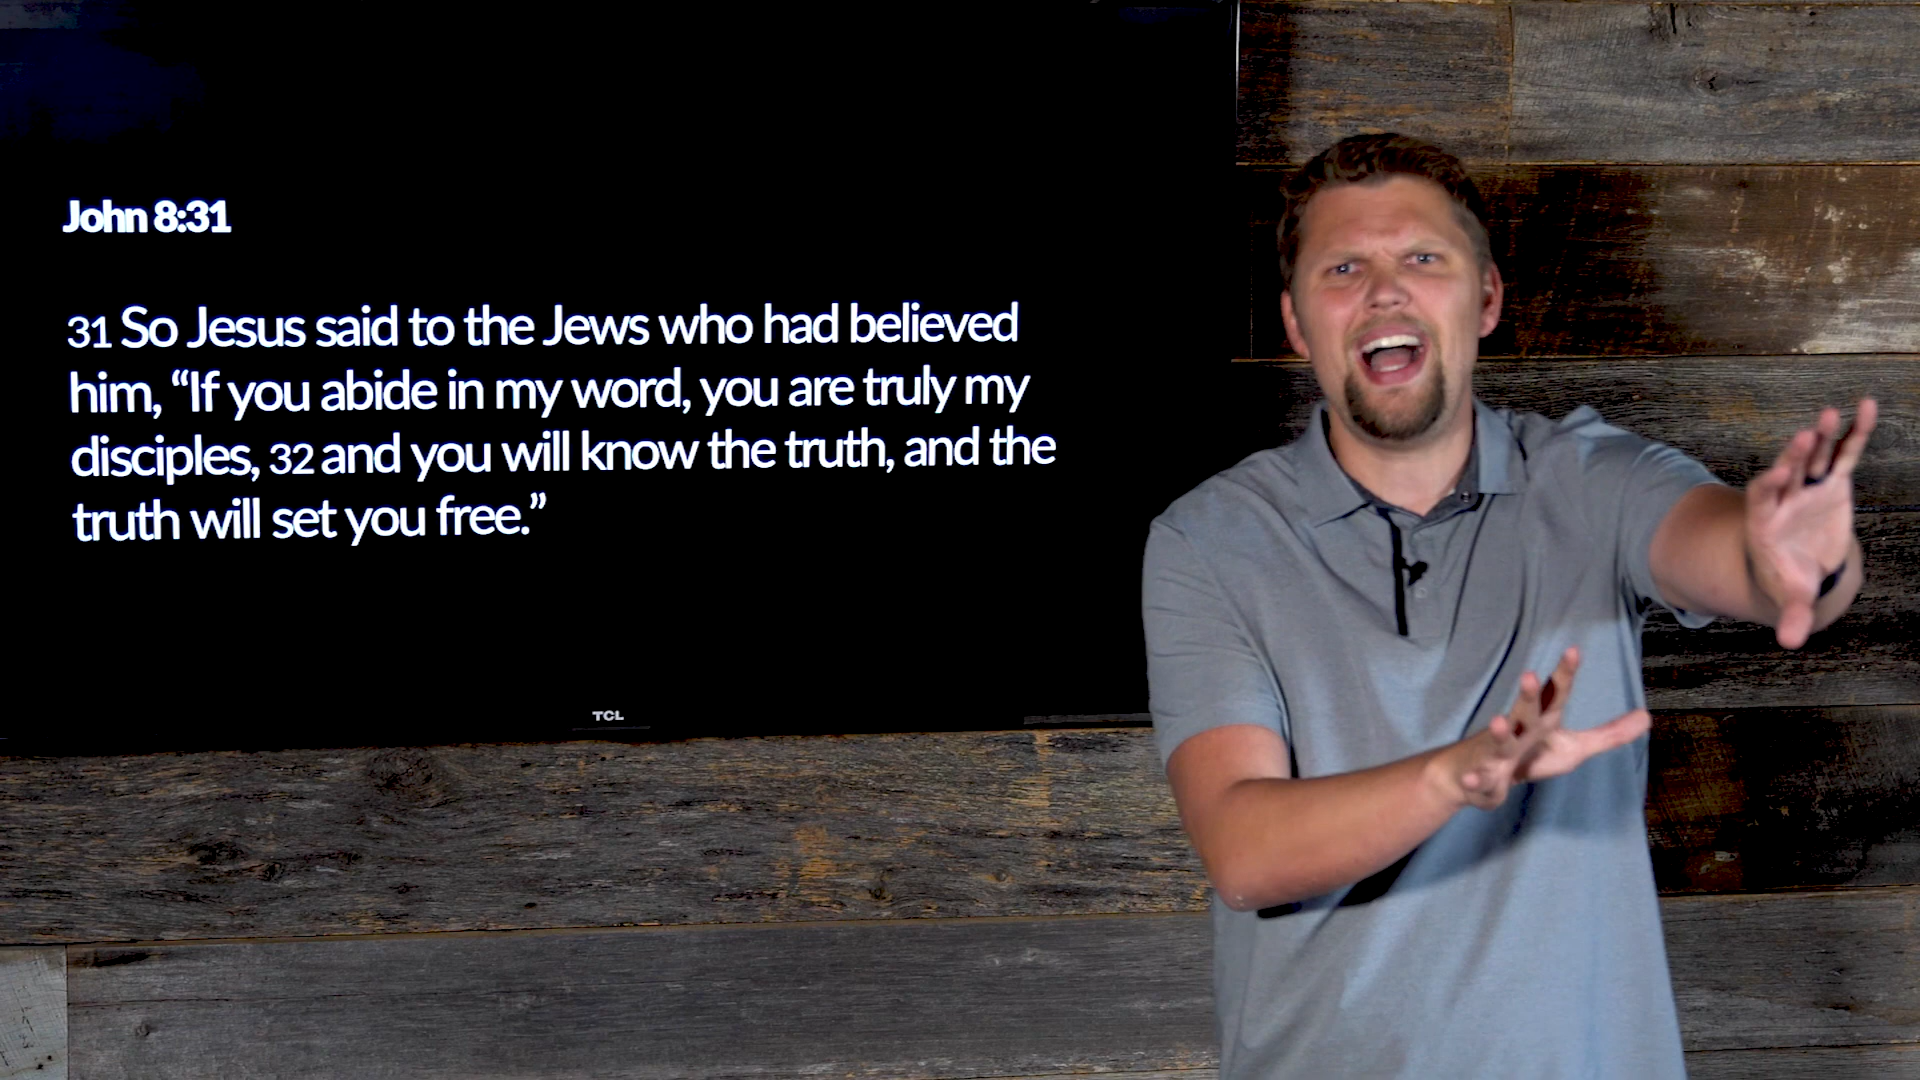 John 8:31
31 So Jesus said to the Jews who had believed
him, “If you abide in my word, you are truly my
disciples, 32 and you will know the truth, and the
truth will set you free.”
TCL